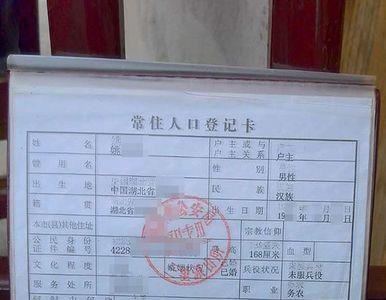 常住人口登记卡
姓名 姚 户主或与户主关系 户主
曾用名 性别 男性
出生地 中国湖北省 民族 汉族
籍贯 湖北省 出生日期 19 年 月 日
本市(县)其他住址 宗教信仰
公民身份证件编号 4228 身高 168厘米 血型
文化程度 婚姻状况 已婚 兵役状况 未服兵役
服务处所 职业 务农